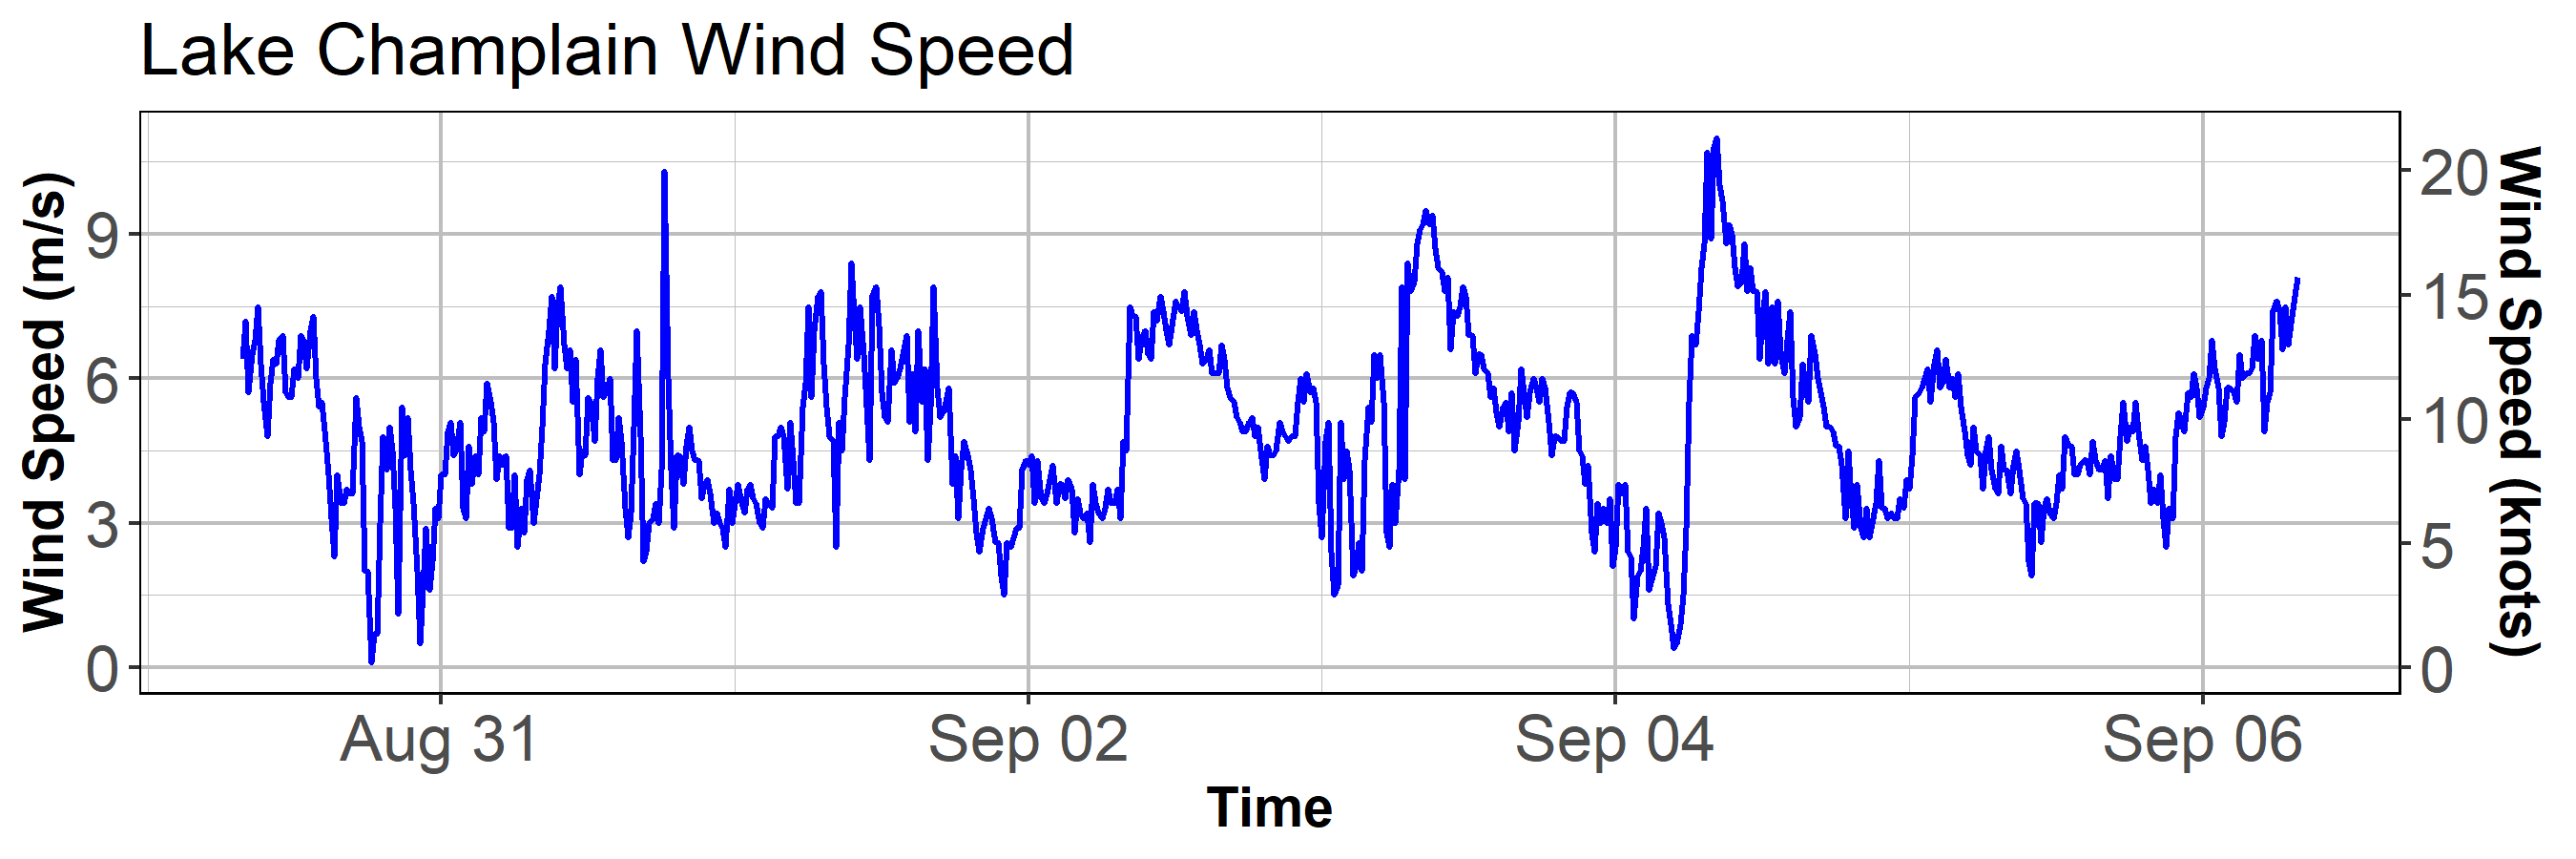 Lake Champlain Wind Speed
Wind Speed (m/s)
9
6
3
0
20
15
10
5
0
Wind Speed (knots)
Aug 31
Sep 02
Sep 04
Sep 06
Time